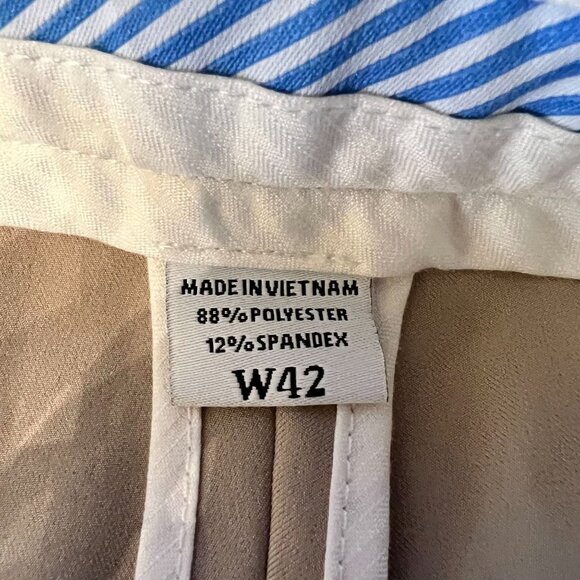 MADE IN VIETNAM
88% POLYESTER
12% SPANDEX
W42